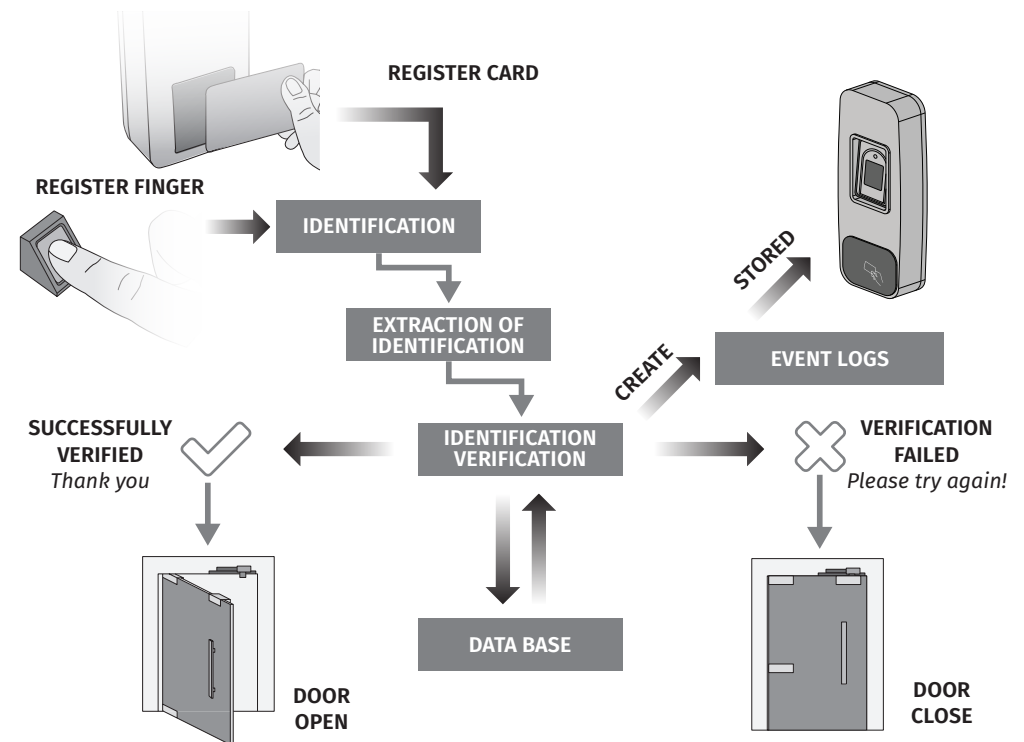 REGISTER CARD
REGISTER FINGER
IDENTIFICATION
STORED
EXTRACTION OF
IDENTIFICATION
CREATE
EVENT LOGS
SUCCESSFULLY
VERIFIED
Thank you
IDENTIFICATION
VERIFICATION
VERIFICATION
FAILED
Please try again!
DATA BASE
DOOR
OPEN
DOOR
CLOSE